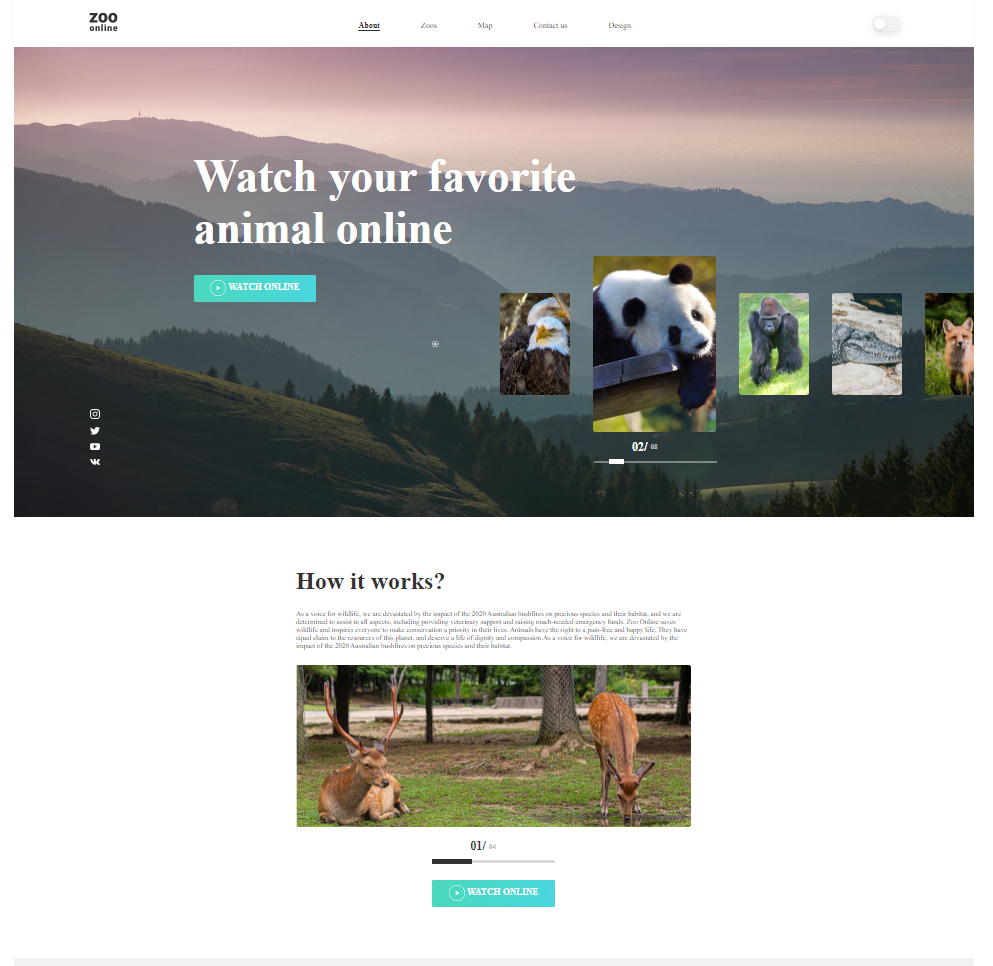 ZOO
online
About
Zoos
Map
Contact us
Design
Watch your favorite
animal online
WATCH ONLINE
02/ 08
How it works?
As a voice for wildlife, we are devastated by the impact of the 2020 Australian bushfires on precious species and their habitat, and we are
determined to assist in all aspects, including providing veterinary support and raising much-needed emergency funds. Zoo Online saves
wildlife and inspires everyone to make conservation a priority in their lives. Animals have the right to a pain-free and happy life. They have
equal claim to the resources of this planet, and deserve a life of dignity and compassion.As a voice for wildlife, we are devastated by the
impact of the 2020 Australian bushfires on precious species and their habitat.
01/ 04
WATCH ONLINE